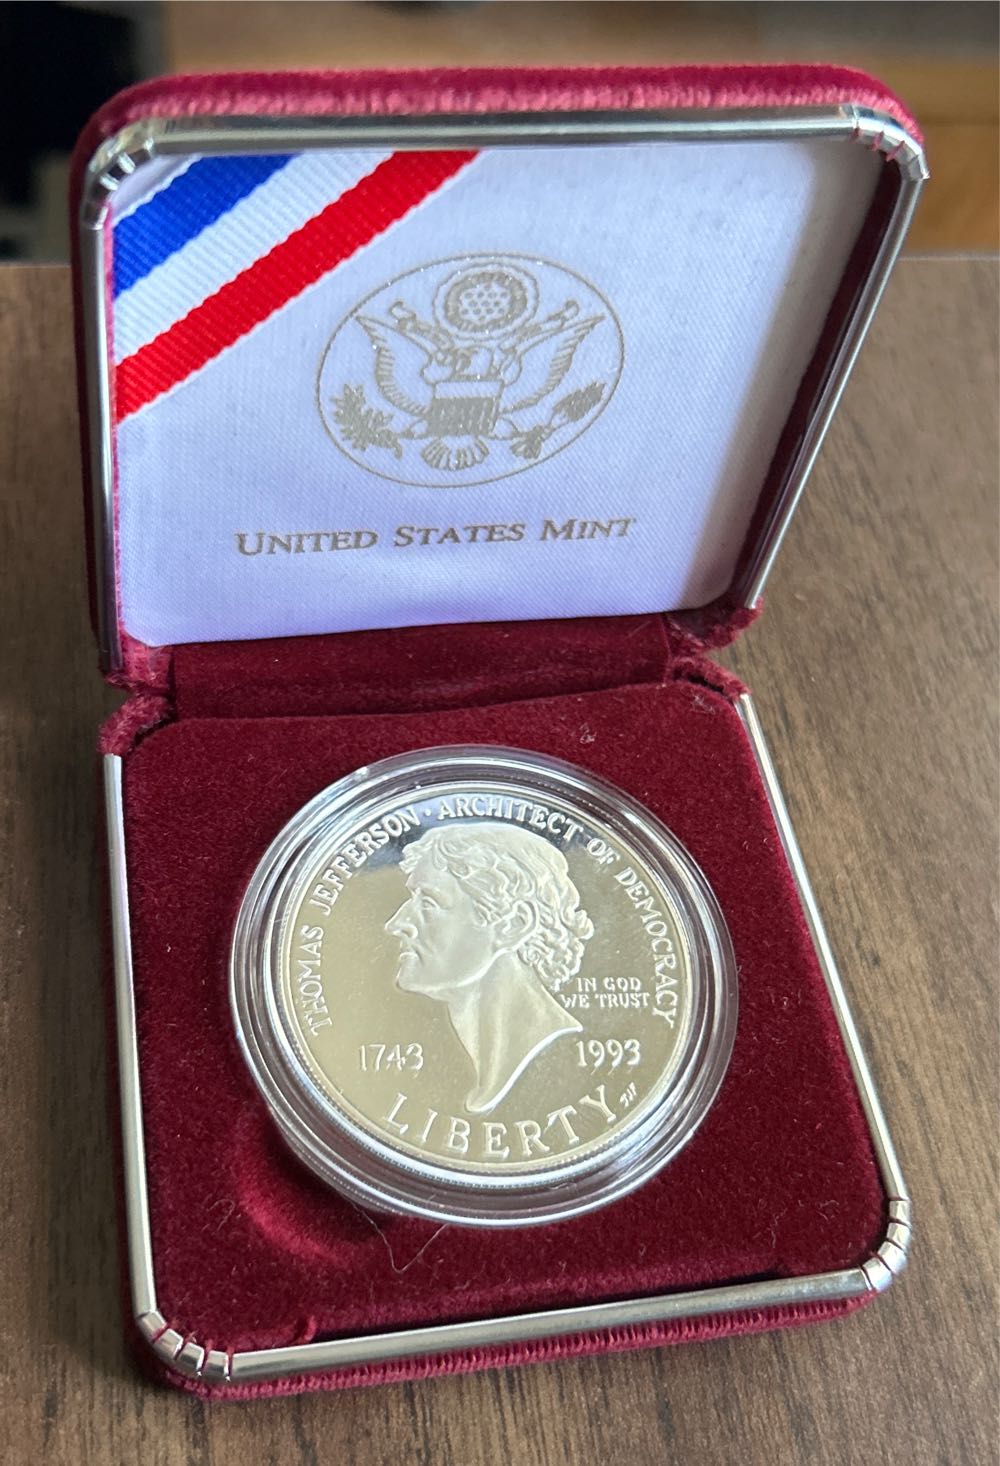 UNITED STATES MINT
THOMAS JEFFERSON · ARCHITECT OF DEMOCRACY
IN GOD
WE TRUST
1743 1993
LIBERTY